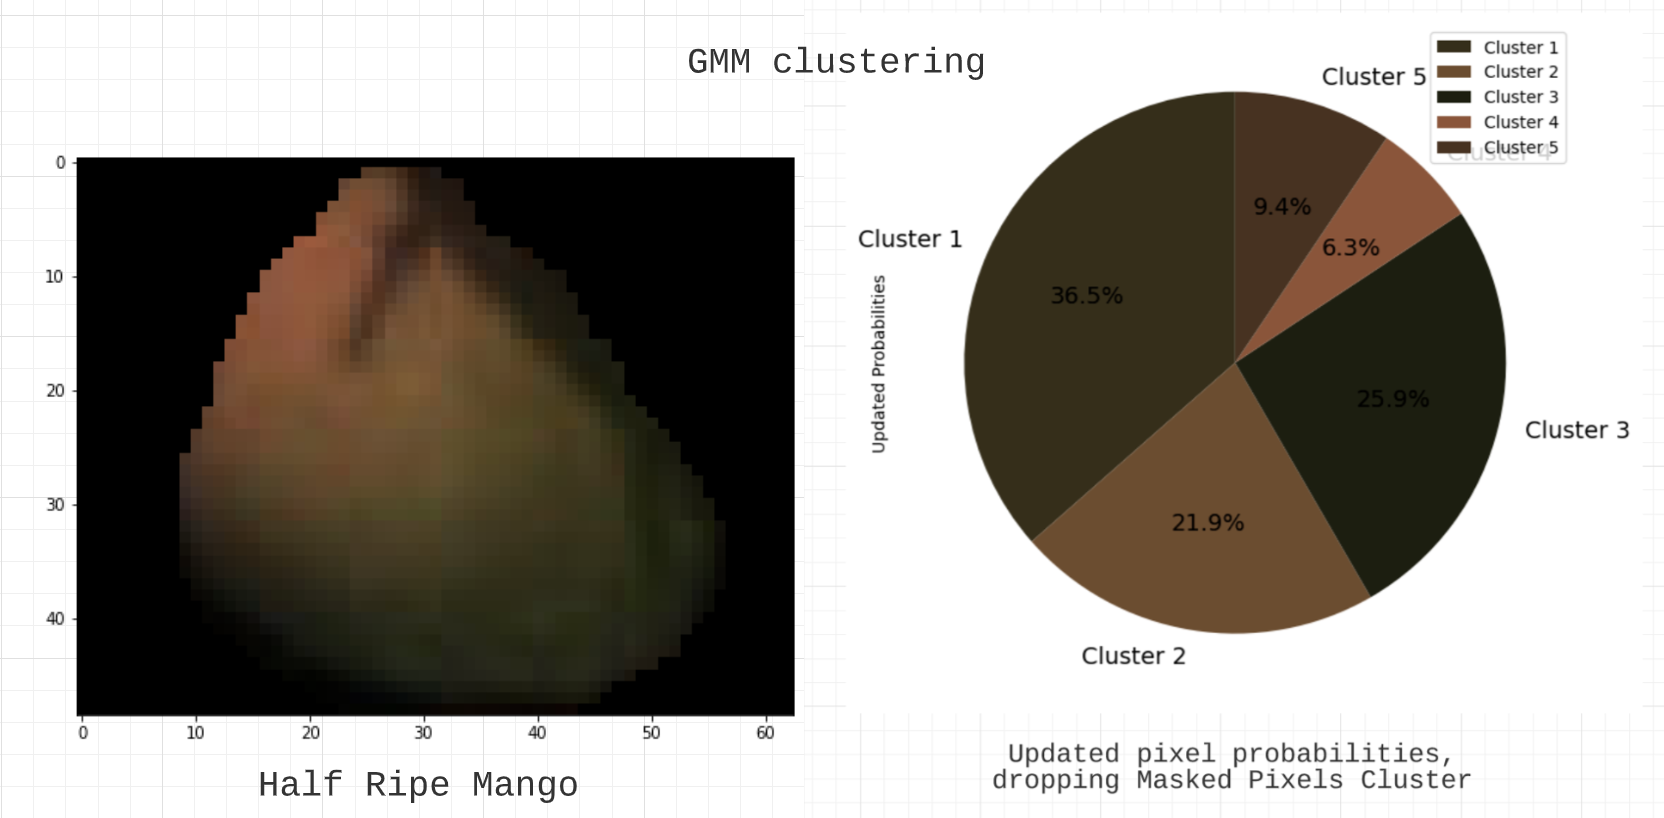 GMM clustering
0
10
20
30
40
0 10 20 30 40 50 60
Half Ripe Mango
Cluster 1
Cluster 2
Cluster 3
Cluster 4
Cluster 5
Cluster 5
Cluster 4
Cluster 1
Cluster 3
Cluster 2
9.4%
6.3%
36.5%
25.9%
21.9%
Updated Probabilities
Updated pixel probabilities,
dropping Masked Pixels Cluster